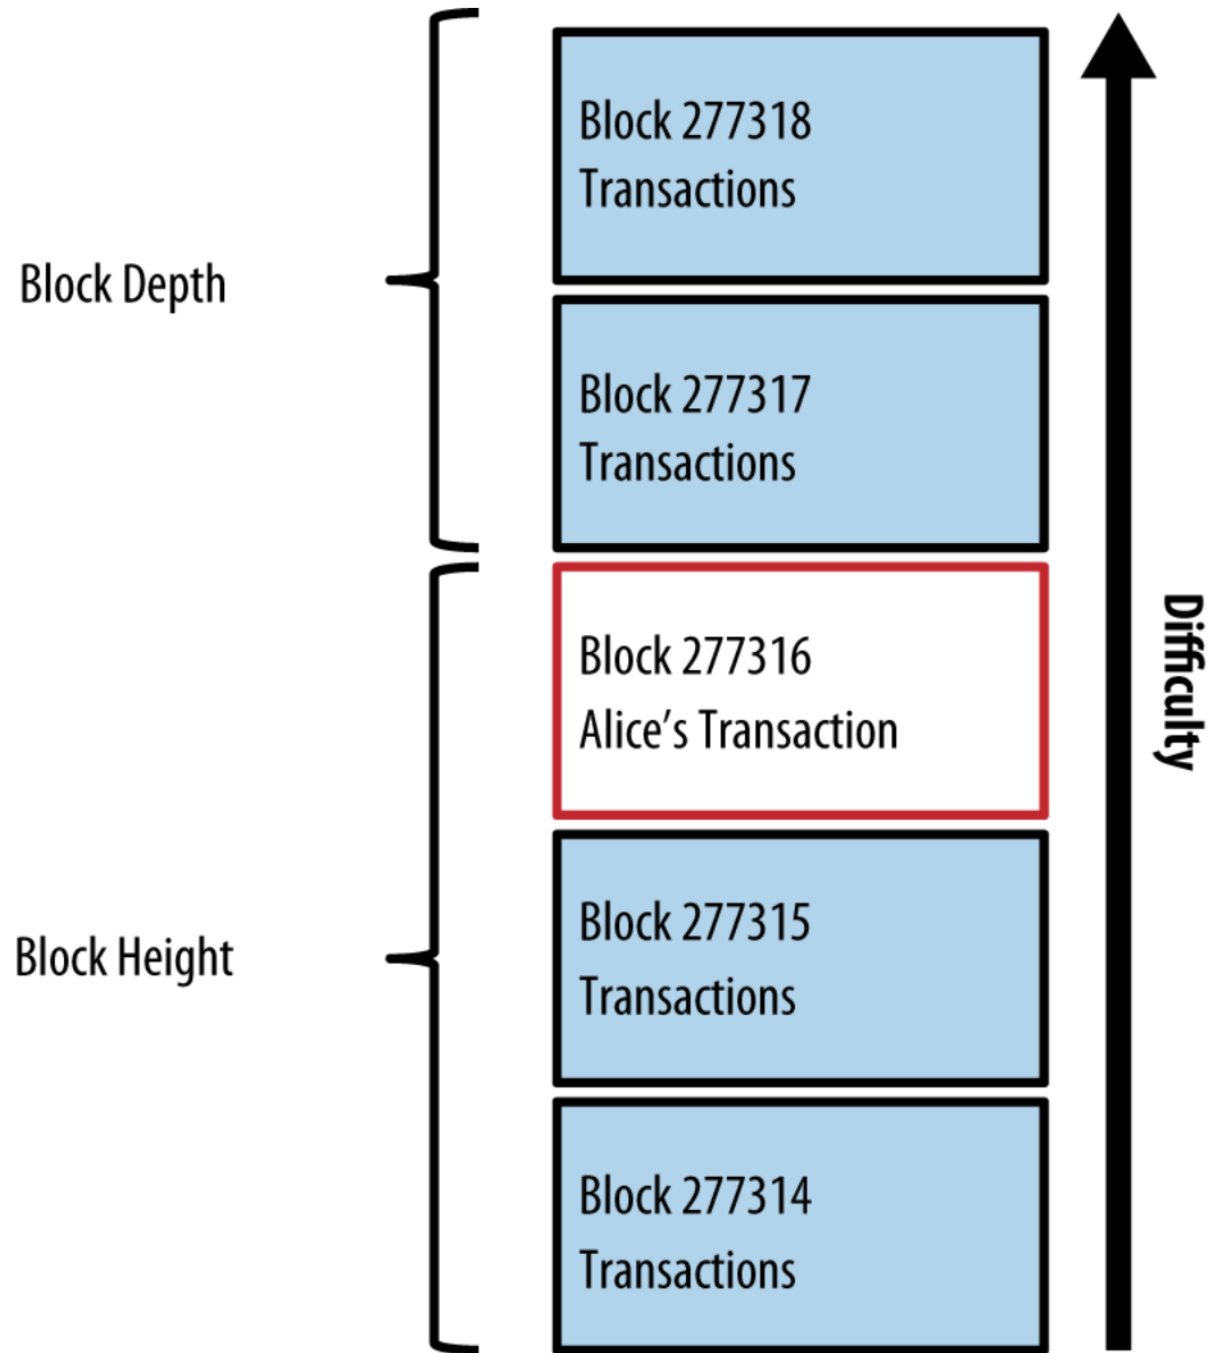 Block 277318
Transactions
Block Depth
Block 277317
Transactions
Block 277316
Alice’s Transaction
Difficulty
Block 277315
Transactions
Block Height
Block 277314
Transactions